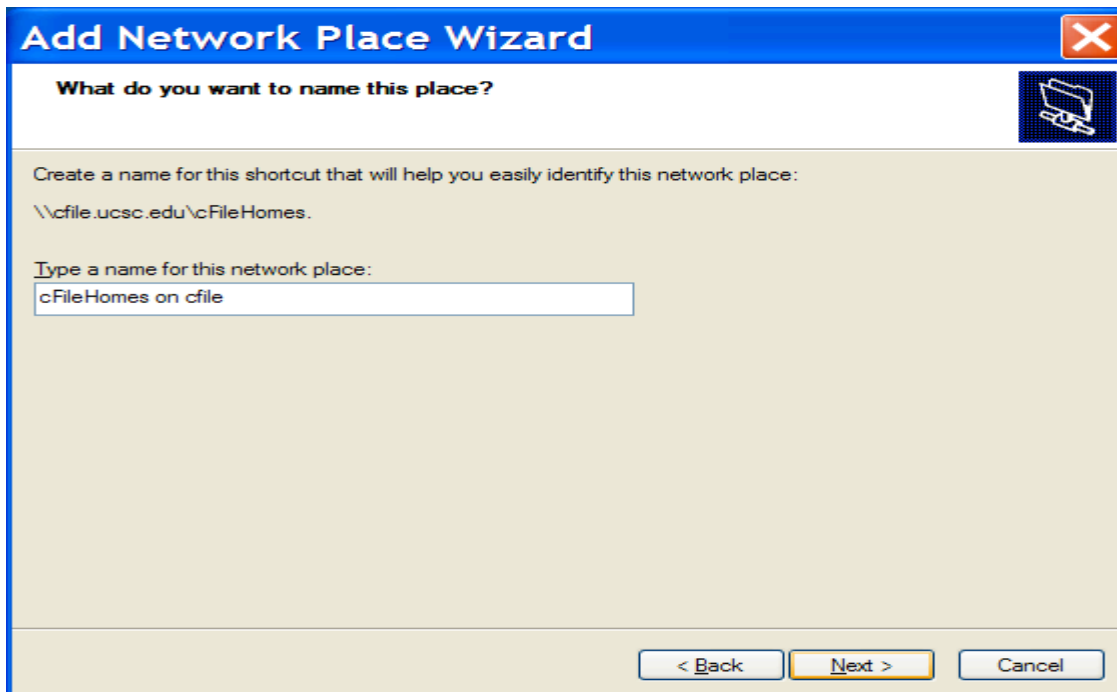 Add Network Place Wizard
What do you want to name this place?
Create a name for this shortcut that will help you easily identify this network place:
\\cfile.ucsc.edu\cFileHomes.
Type a name for this network place:
cFileHomes on cfile
< Back
Next >
Cancel